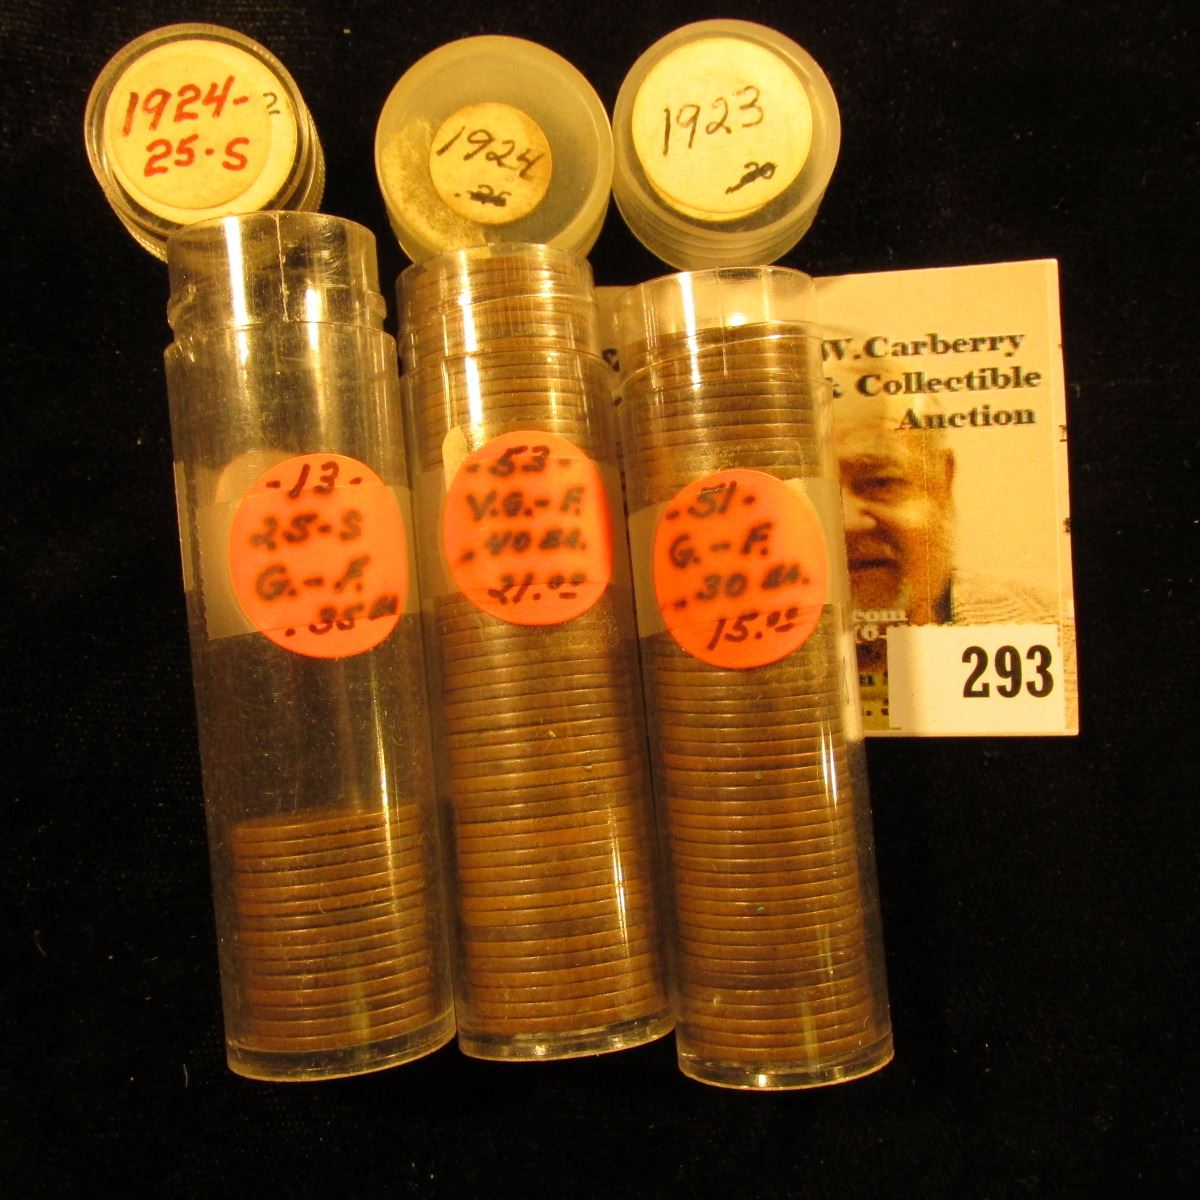 1924-
25-S
1924
1923
.20
- 13 -
25-S
G.-F.
.35 EA
- 53 -
V.G.-F.
.40 EA.
21.00
- 51 -
G.-F.
.30 EA.
15.00
W.Carberry
& Collectible
Auction
com
293